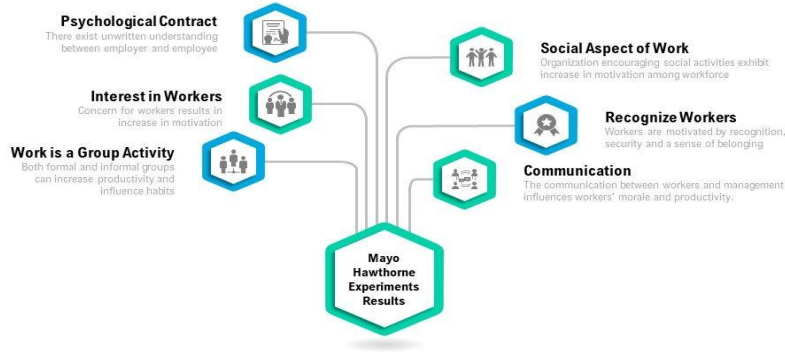 Psychological Contract
There exist unwritten understanding
between employer and employee
Interest in Workers
Concern for workers results in
increase in motivation
Work is a Group Activity
Both formal and informal groups
can increase productivity and
influence habits
Social Aspect of Work
Organization encouraging social activities exhibit
increase in motivation among workforce
Recognize Workers
Workers are motivated by recognition,
security and a sense of belonging
Communication
The communication between workers and management
influences workers' morale and productivity.
Mayo
Hawthorne
Experiments
Results